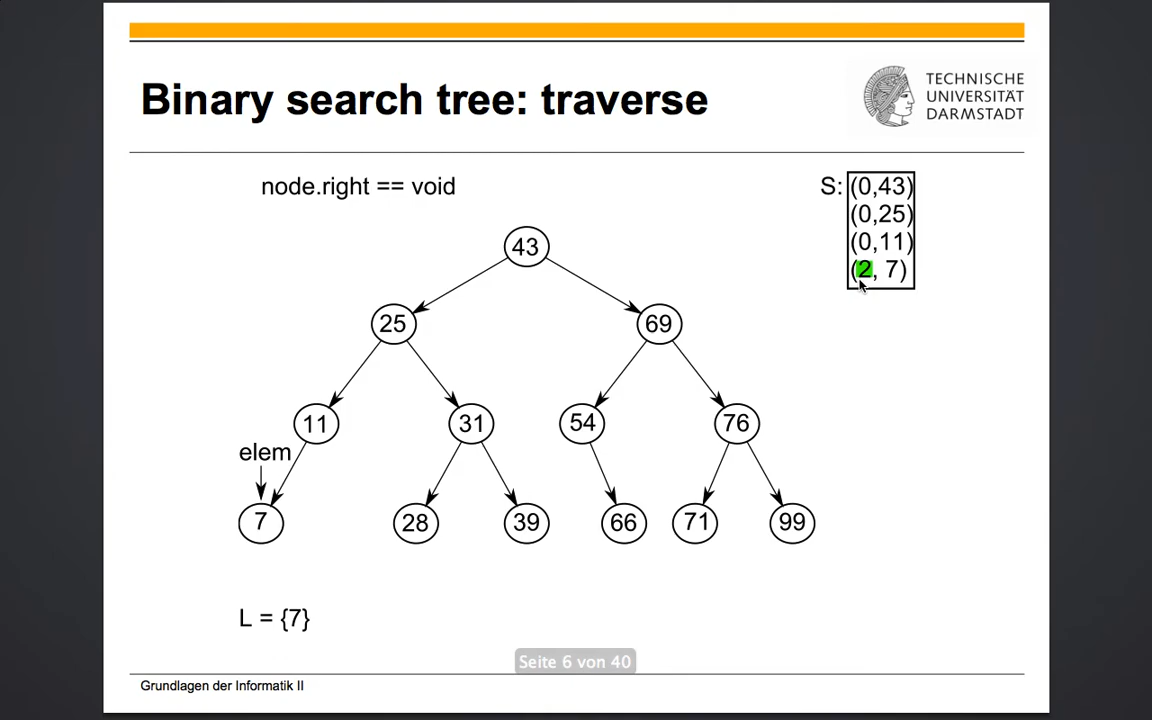 Binary search tree: traverse
TECHNISCHE
UNIVERSITÄT
DARMSTADT
node.right == void
S: (0,43)
(0,25)
(0,11)
(2, 7)
43
25
69
11
31
54
76
elem
7
28
39
66
71
99
L = {7}
Seite 6 von 40
Grundlagen der Informatik II